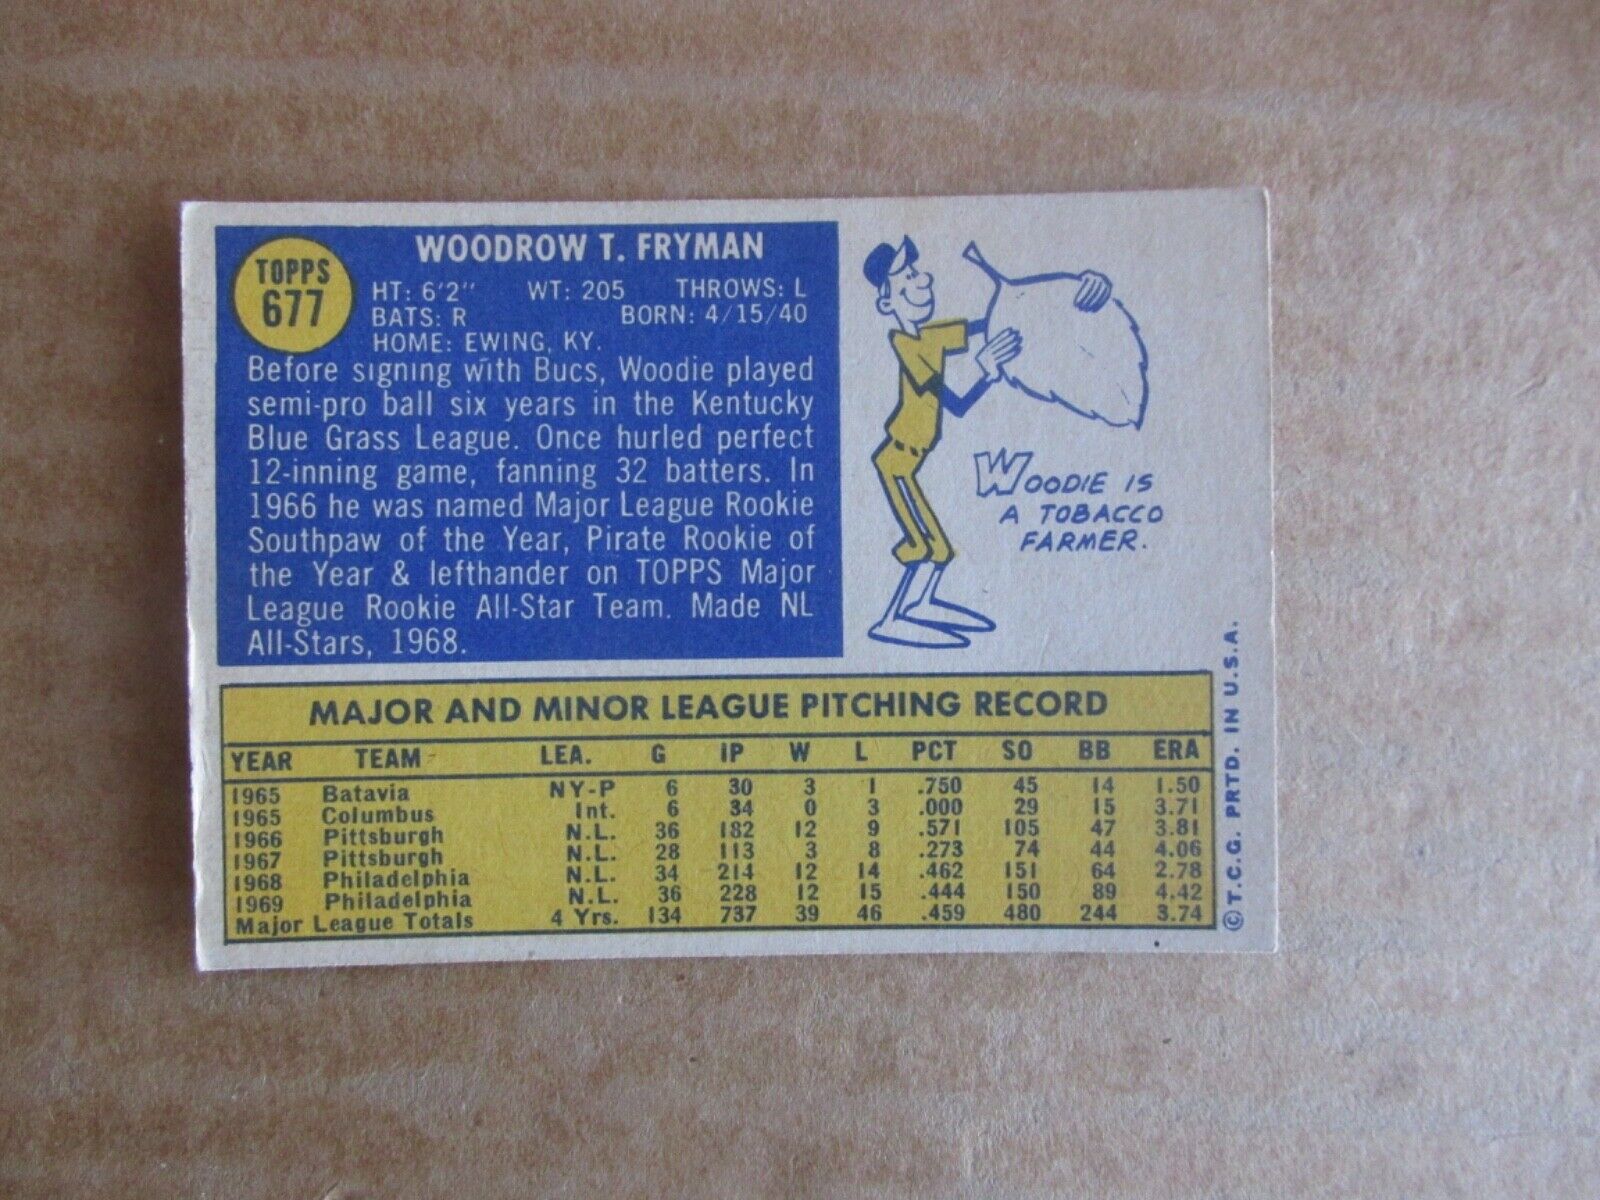 TOPPS
677
WOODROW T. FRYMAN
HT: 6'2" WT: 205 THROWS: L
BATS: R BORN: 4/15/40
HOME: EWING, KY.
Before signing with Bucs, Woodie played
semi-pro ball six years in the Kentucky
Blue Grass League. Once hurled perfect
12-inning game, fanning 32 batters. In
1966 he was named Major League Rookie
Southpaw of the Year, Pirate Rookie of
the Year & lefthander on TOPPS Major
League Rookie All-Star Team. Made NL
All-Stars, 1968.
WOODIE IS
A TOBACCO
FARMER.
MAJOR AND MINOR LEAGUE PITCHING RECORD
YEAR TEAM LEA. G IP W L PCT SO BB ERA
1965 Batavia NY-P 6 30 3 1 .750 45 14 1.50
1965 Columbus Int. 6 34 0 3 .000 29 15 3.71
1966 Pittsburgh N.L. 36 182 12 9 .571 105 47 3.81
1967 Pittsburgh N.L. 28 113 3 8 .273 74 44 4.06
1968 Philadelphia N.L. 34 214 12 14 .462 151 64 2.78
1969 Philadelphia N.L. 36 228 12 15 .444 150 89 4.42
Major League Totals 4 Yrs. 134 737 39 46 .459 480 244 3.74
© T.C.G. PRTD. IN U.S.A.